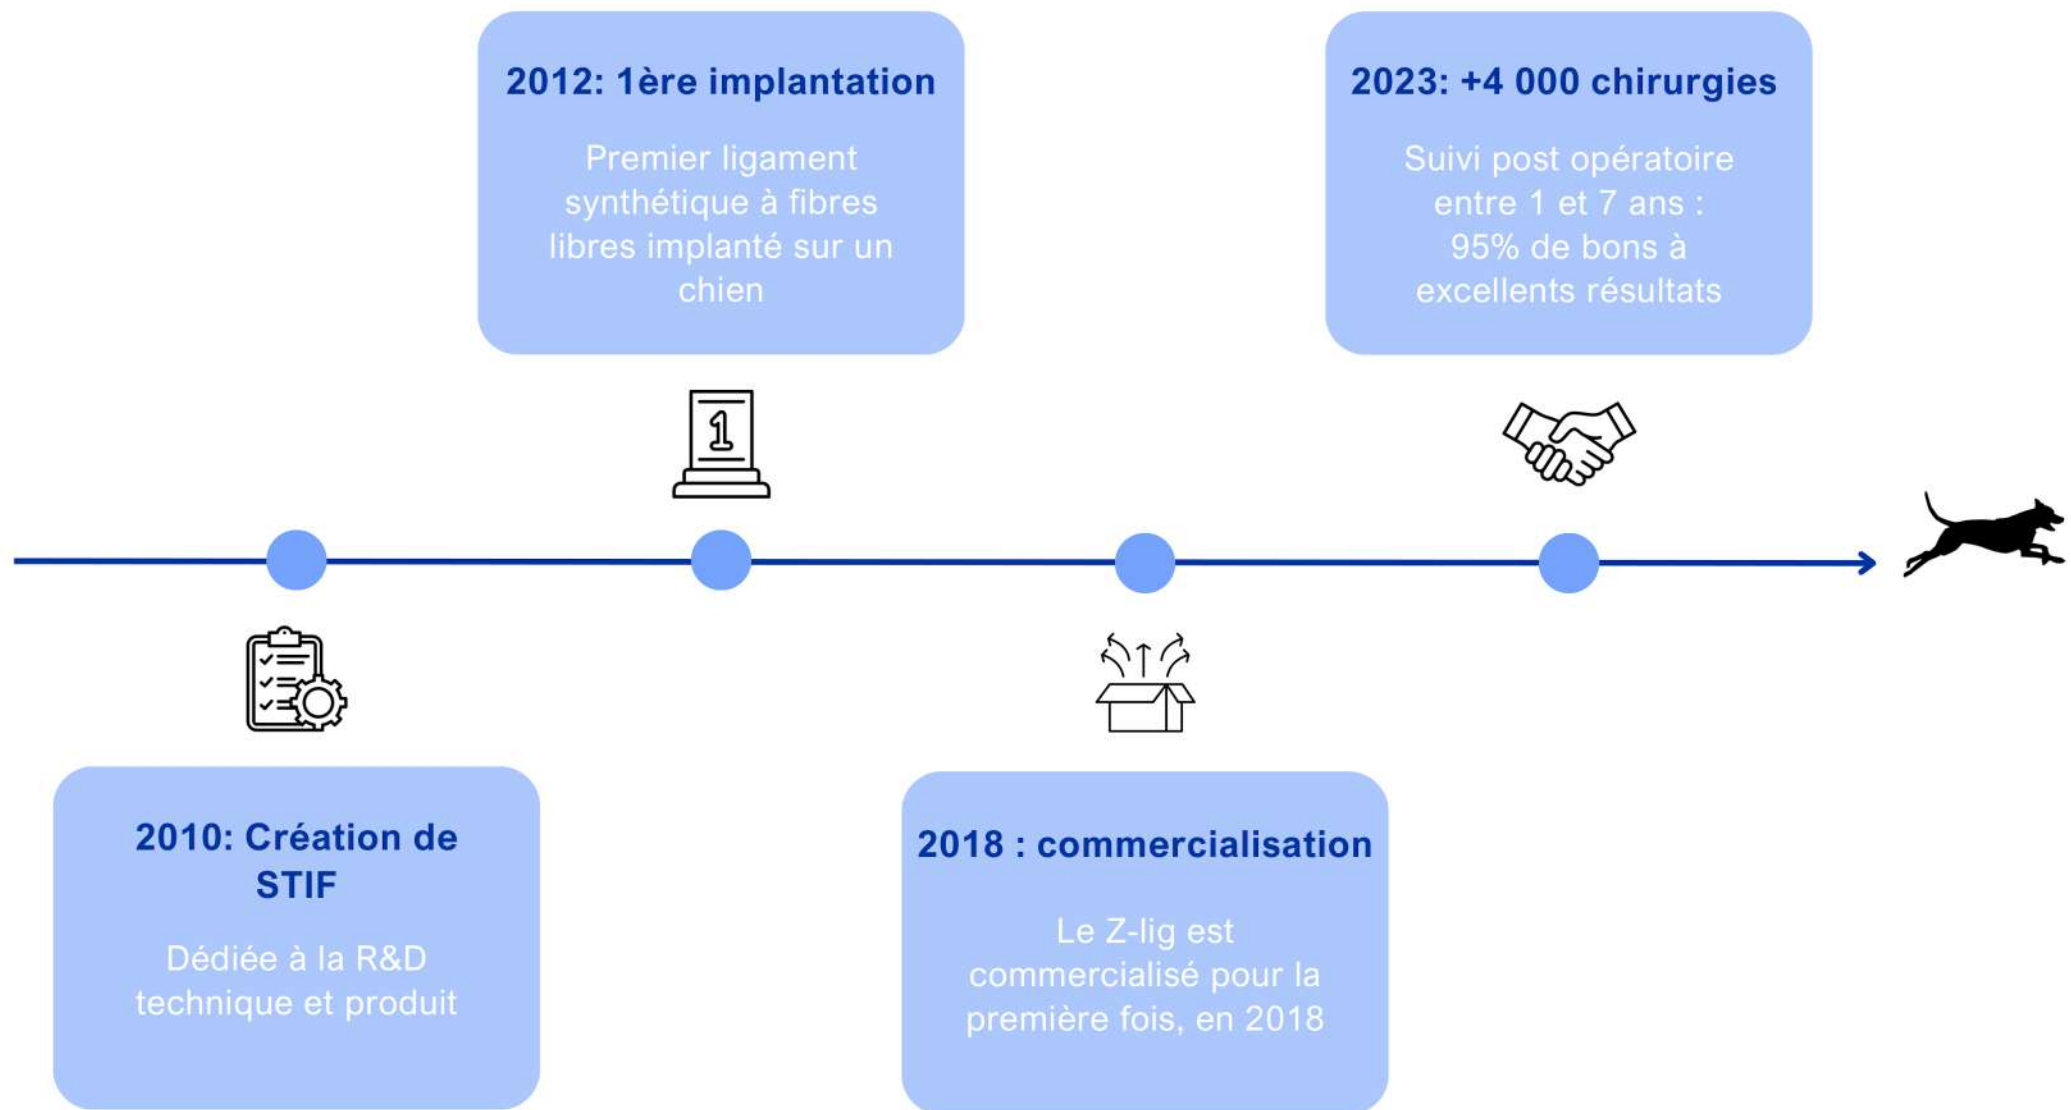 2012: 1ère implantation
Premier ligament
synthétique à fibres
libres implanté sur un
chien
2023: +4 000 chirurgies
Suivi post opératoire
entre 1 et 7 ans :
95% de bons à
excellents résultats
1
2010: Création de
STIF
Dédiée à la R&D
technique et produit
2018 : commercialisation
Le Z-lig est
commercialisé pour la
première fois, en 2018